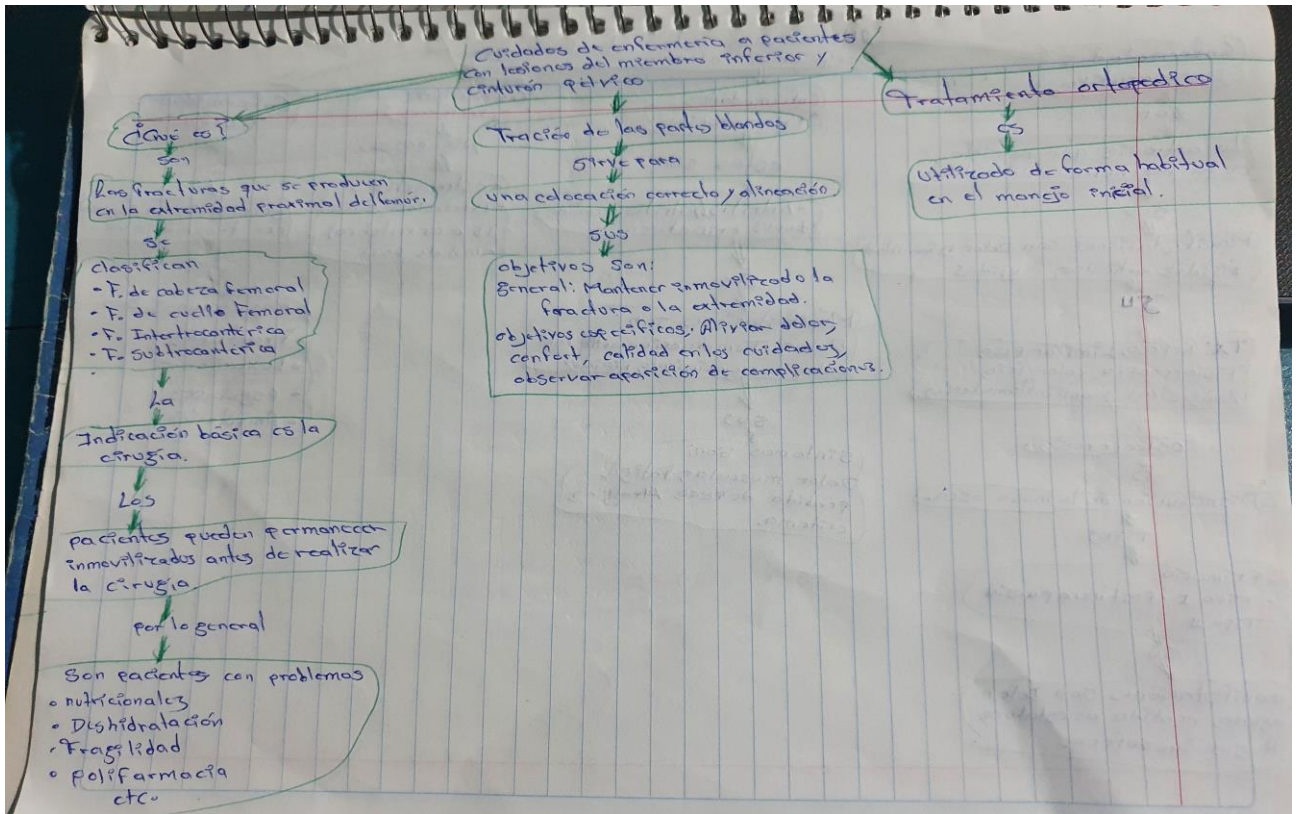 Cuidados de enfermería a pacientes
con lesiones del miembro inferior y
cinturón pélvico
¿Qué es?
son
Las fracturas que se producen
en la extremidad proximal del femur.
se
clasifican
- F. de cabeza femoral
- F. de cuello Femoral
- F. Intertrocantérica
- F. Subtrocantérica
La
Indicación básica es la
cirugía.
Los
pacientes pueden permanecer
inmovilizados antes de realizar
la cirugía
por lo general
Son pacientes con problemas
• nutricionales
• Deshidratación
• Fragilidad
• polifarmacia
etc.
Tración de las partes blandas
Sirve para
una colocación correcta y alineación
sus
objetivos son:
general: Mantener inmovilizado la
fractura o la extremidad.
objetivos específicos: Aliviar dolor,
confort, calidad en los cuidados,
observar aparición de complicaciones.
Tratamiento ortopedico
es
utilizado de forma habitual
en el manejo inicial.